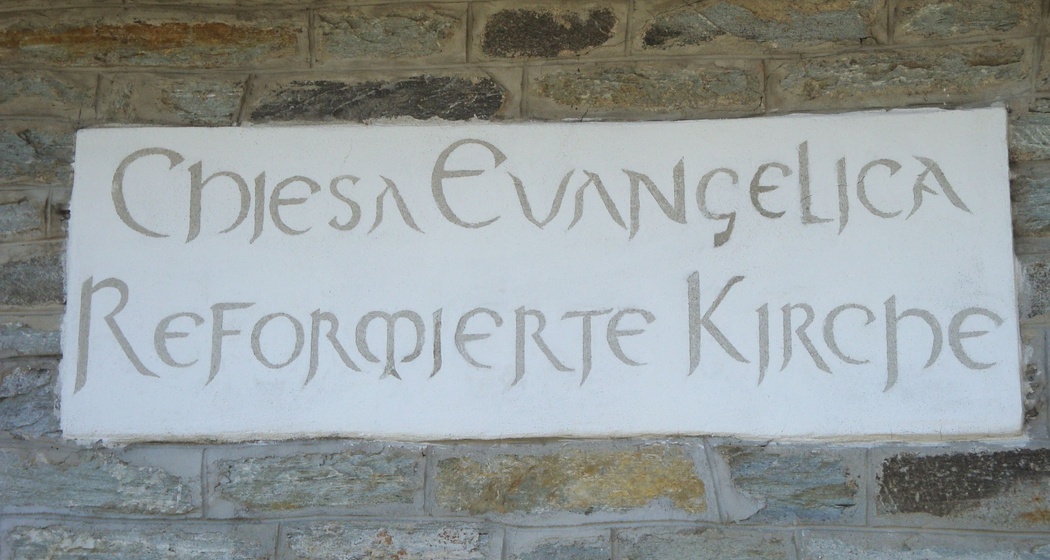 Chiesa Evangelica
Reformierte Kirche